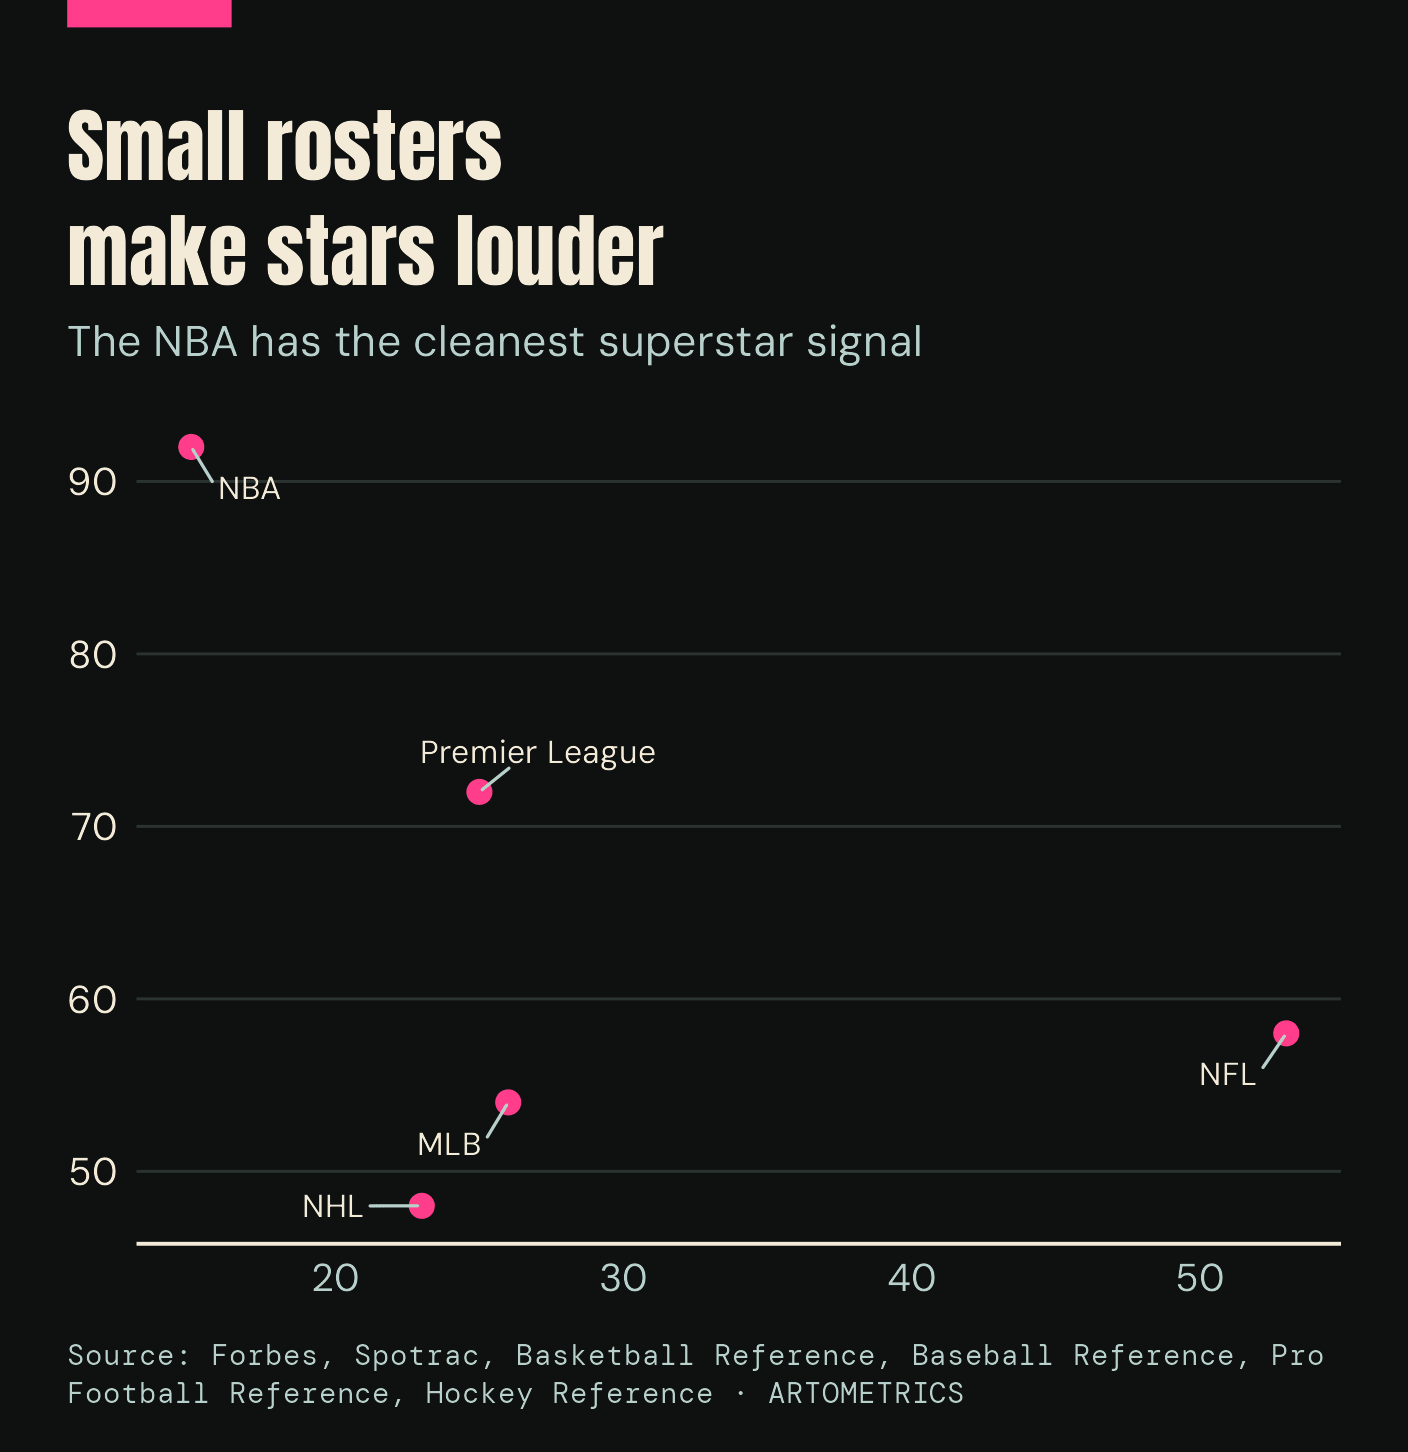 Small rosters
make stars louder
The NBA has the cleanest superstar signal
90
NBA
80
Premier League
70
60
NFL
MLB
50
NHL
20 30 40 50
Source: Forbes, Spotrac, Basketball Reference, Baseball Reference, Pro
Football Reference, Hockey Reference · ARTOMETRICS